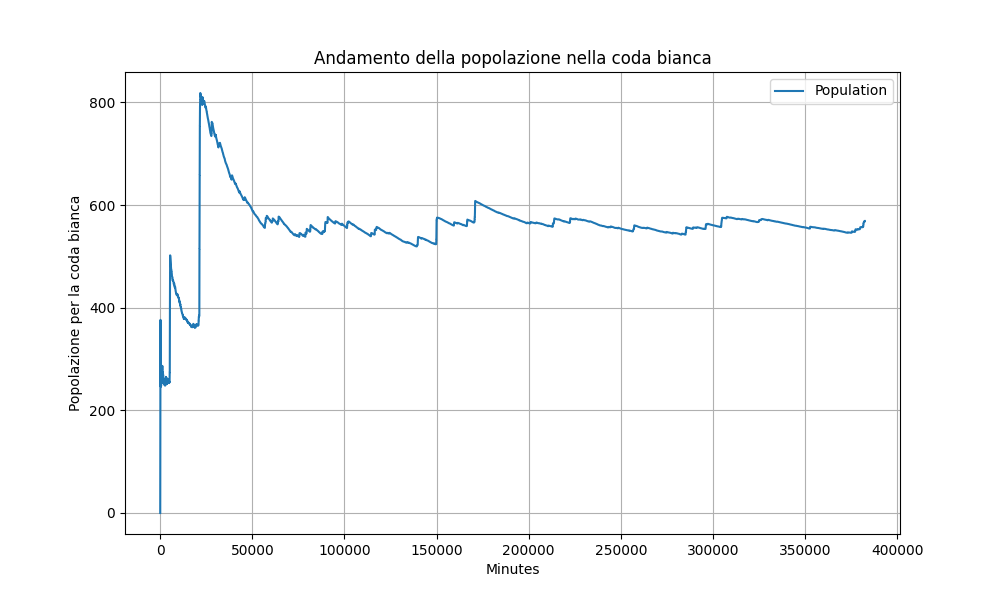 Andamento della popolazione nella coda bianca
Population
Popolazione per la coda bianca
800
600
400
200
0
0 50000 100000 150000 200000 250000 300000 350000 400000
Minutes